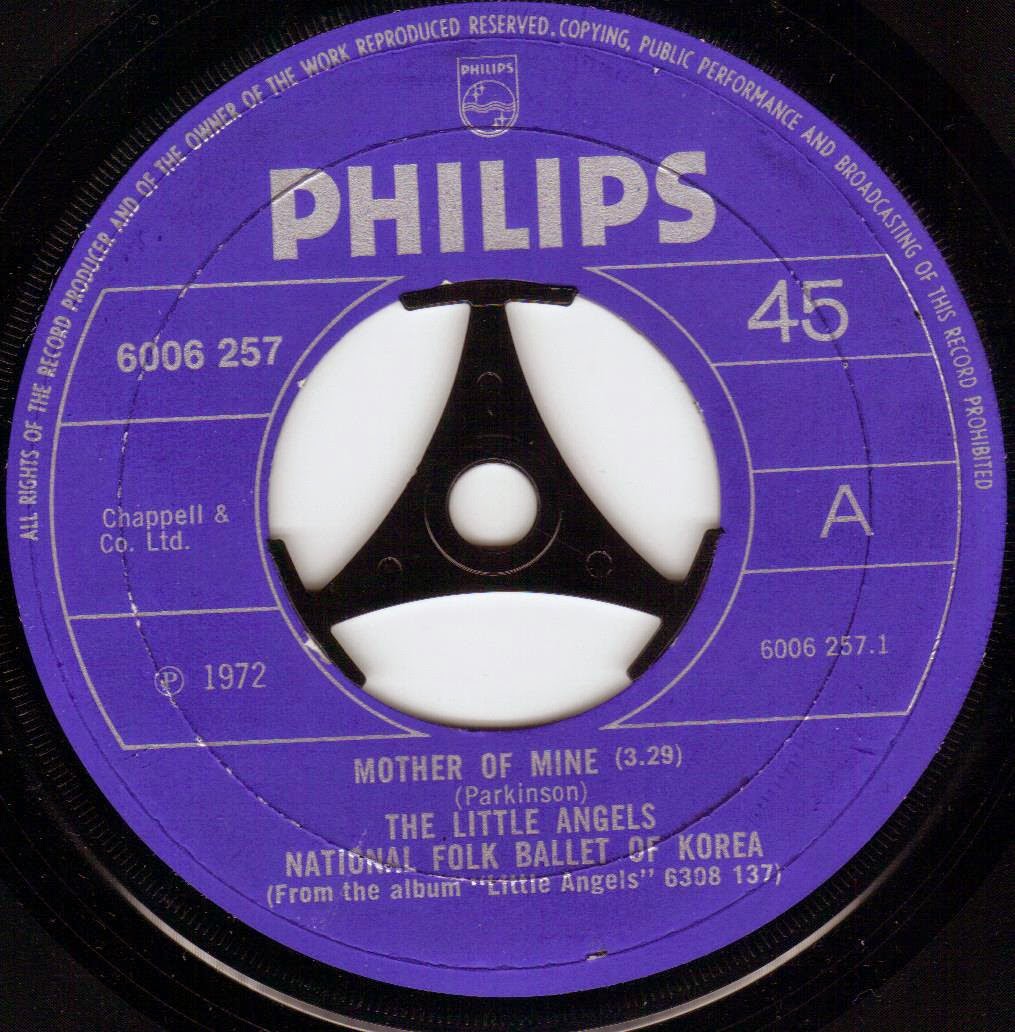 ALL RIGHTS OF THE RECORD PRODUCER AND OF THE OWNER OF THE WORK REPRODUCED RESERVED. COPYING, PUBLIC PERFORMANCE AND BROADCASTING OF THIS RECORD PROHIBITED
PHILIPS
PHILIPS
6006 257
45
Chappell &
Co. Ltd.
A
℗ 1972
6006 257.1
MOTHER OF MINE (3.29)
(Parkinson)
THE LITTLE ANGELS
NATIONAL FOLK BALLET OF KOREA
(From the album "Little Angels" 6308 137)